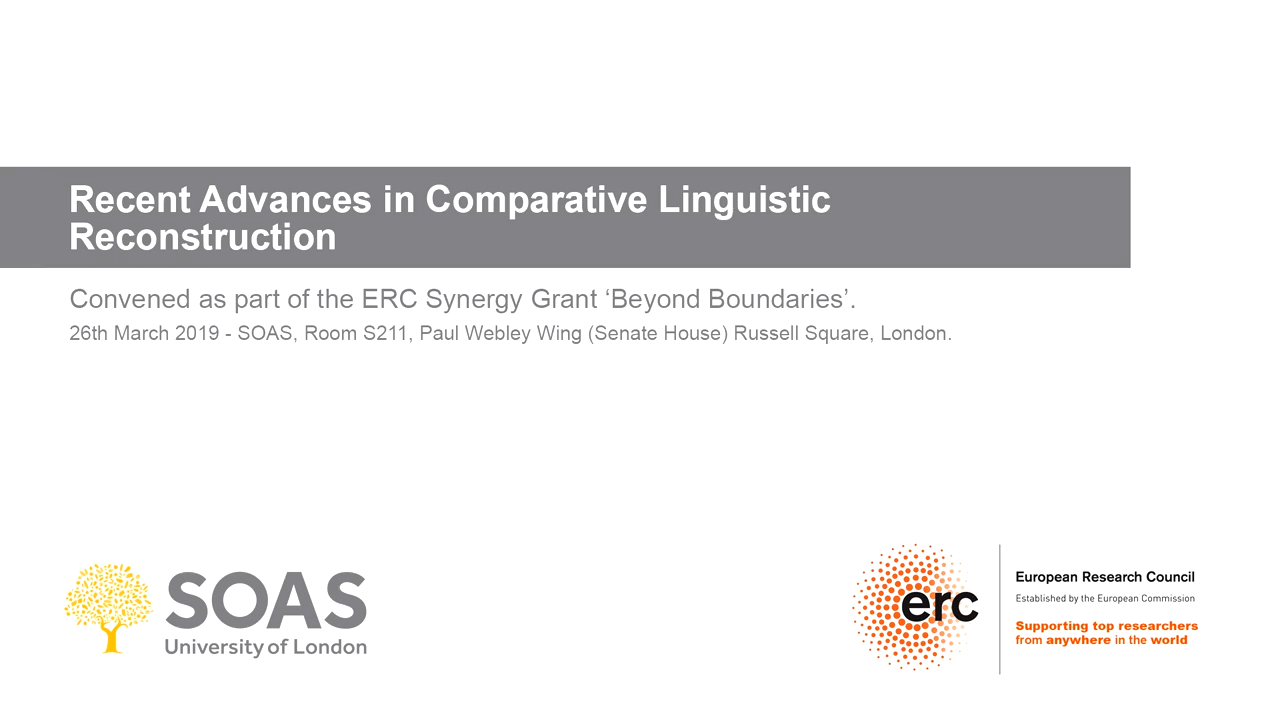 Recent Advances in Comparative Linguistic
Reconstruction
Convened as part of the ERC Synergy Grant ‘Beyond Boundaries’.
26th March 2019 - SOAS, Room S211, Paul Webley Wing (Senate House) Russell Square, London.
SOAS
University of London
erc
European Research Council
Established by the European Commission
Supporting top researchers
from anywhere in the world